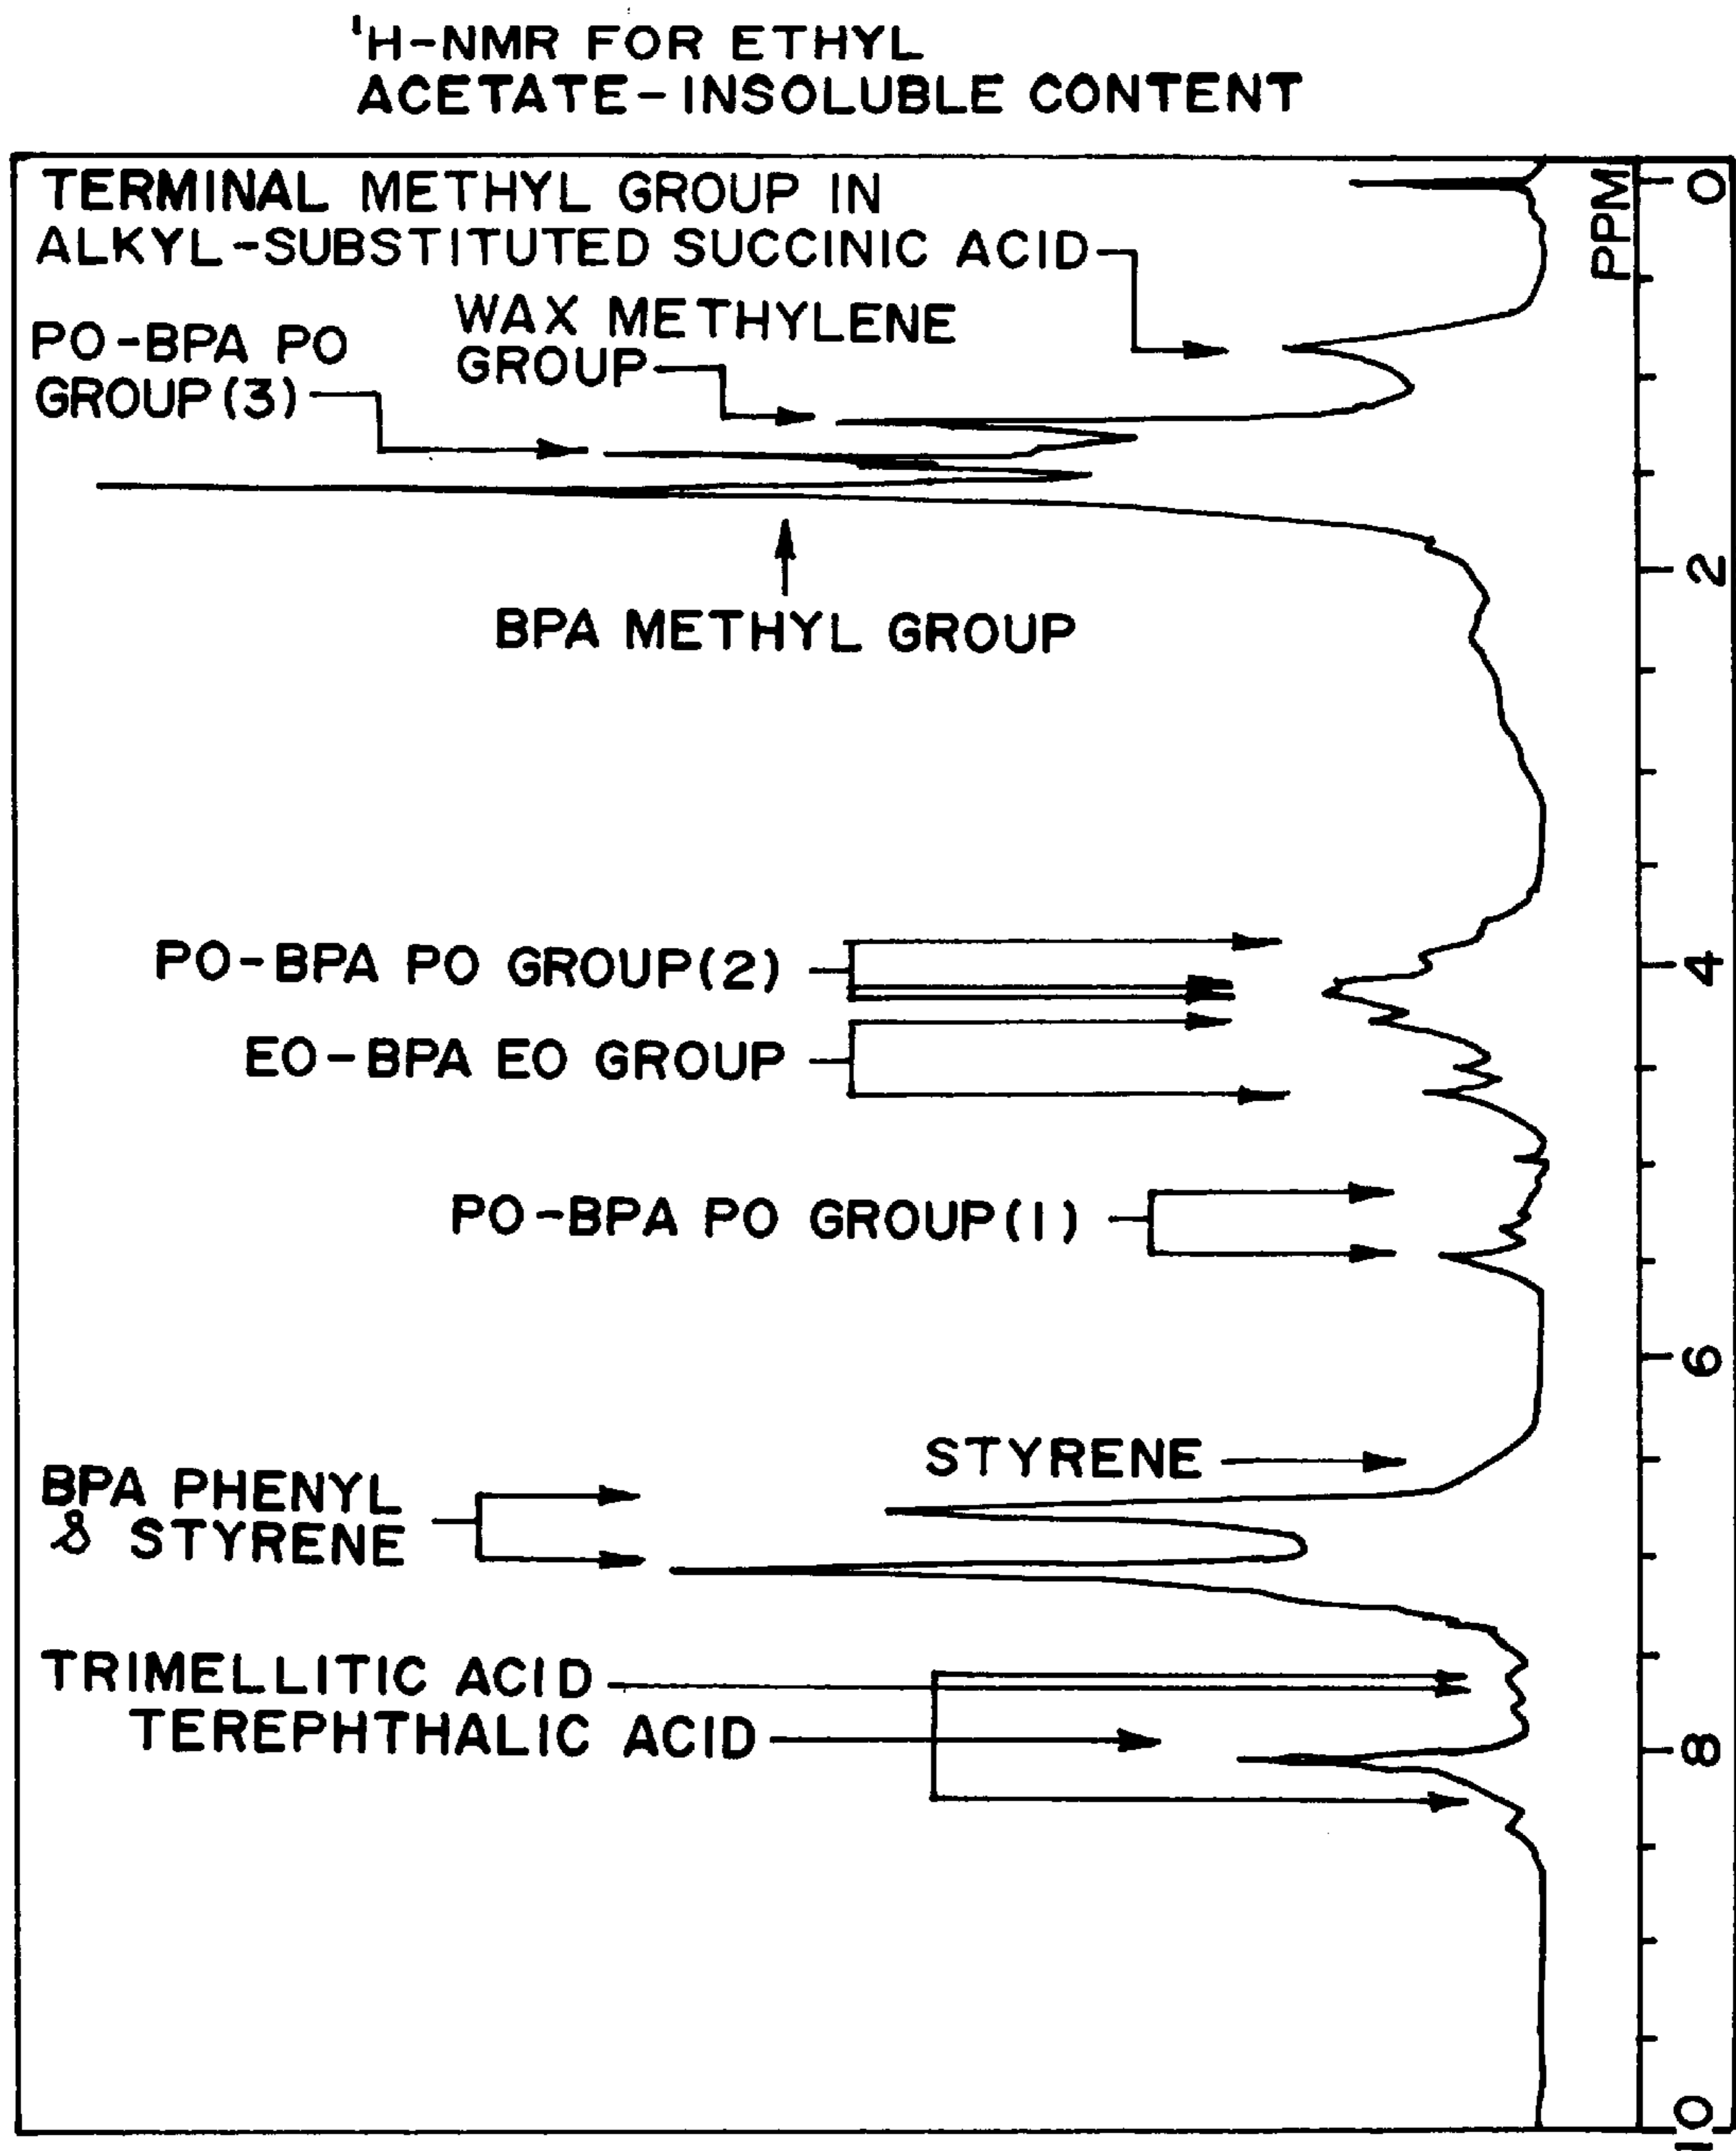 ¹H-NMR FOR ETHYL
ACETATE-INSOLUBLE CONTENT
TERMINAL METHYL GROUP IN
ALKYL-SUBSTITUTED SUCCINIC ACID
WAX METHYLENE
GROUP
PO-BPA PO
GROUP(3)
BPA METHYL GROUP
PO-BPA PO GROUP(2)
EO-BPA EO GROUP
PO-BPA PO GROUP(1)
STYRENE
BPA PHENYL
& STYRENE
TRIMELLITIC ACID
TEREPHTHALIC ACID
PPM
0
2
4
6
8
10